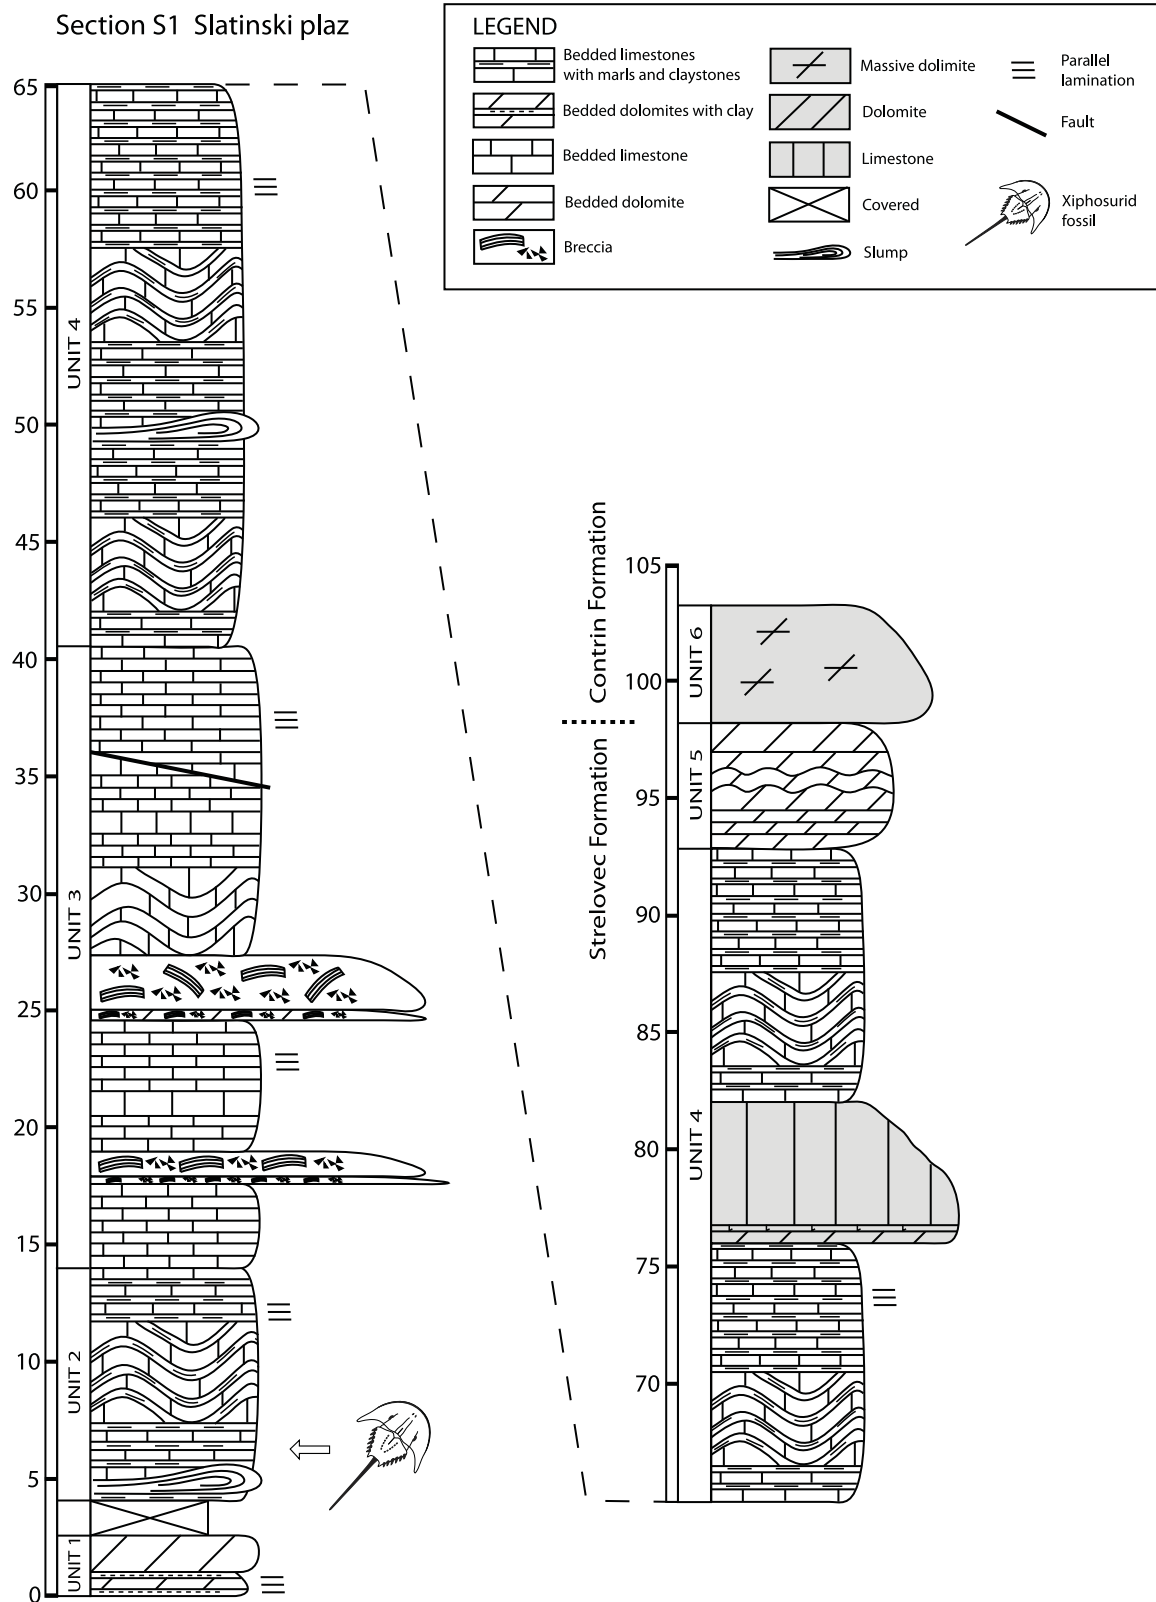 Section S1 Slatinski plaz
LEGEND
Bedded limestones
with marls and claystones
Bedded dolomites with clay
Bedded limestone
Bedded dolomite
Breccia
Massive dolimite
Dolomite
Limestone
Covered
Slump
Parallel
lamination
Fault
Xiphosurid
fossil
65
60
55
50
45
40
35
30
25
20
15
10
5
0
UNIT 4
UNIT 3
UNIT 2
UNIT 1
Contrin Formation
Strelovec Formation
105
100
95
90
85
80
75
70
UNIT 6
UNIT 5
UNIT 4